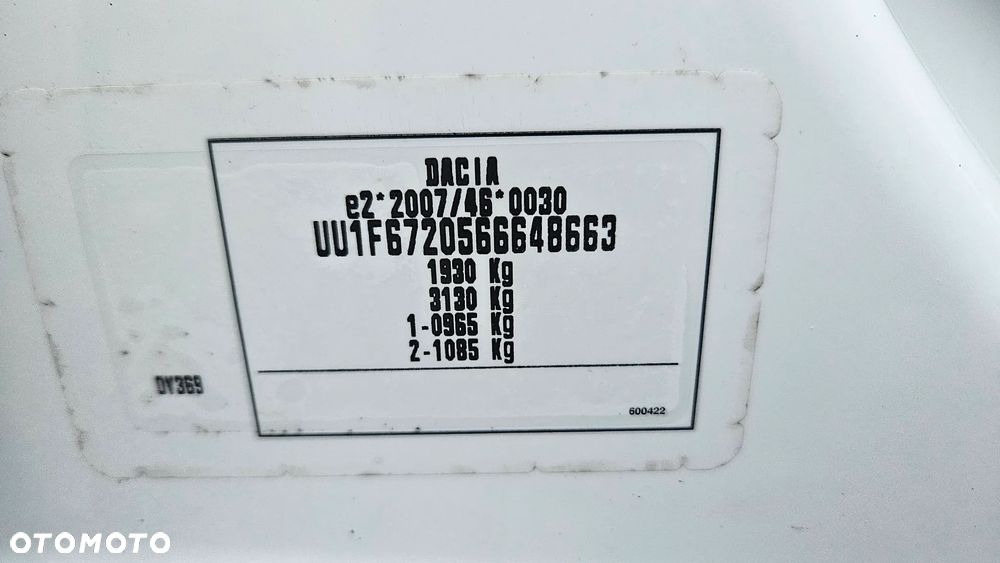 DACIA
e2*2007/46*0030
UU1F6720566648663
1930 Kg
3130 Kg
1-0965 Kg
2-1085 Kg
DY369
600422
OTOMOTO